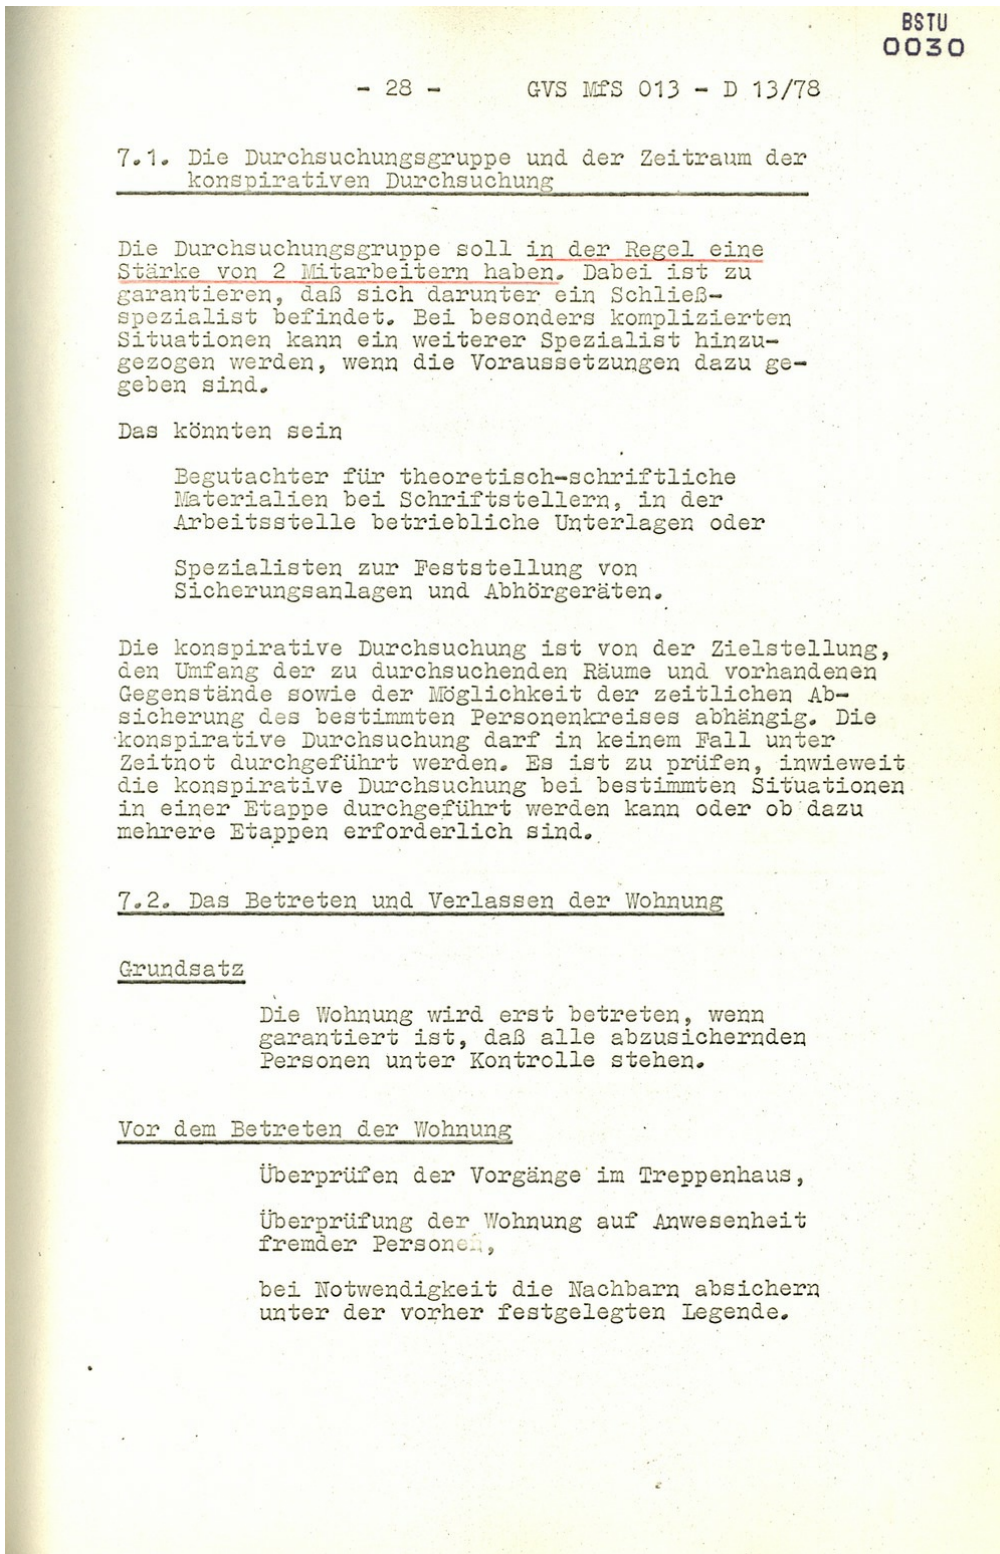 BSTU
0030
- 28 - GVS MfS 013 - D 13/78
7.1. Die Durchsuchungsgruppe und der Zeitraum der
konspirativen Durchsuchung
Die Durchsuchungsgruppe soll in der Regel eine
Stärke von 2 Mitarbeitern haben. Dabei ist zu
garantieren, daß sich darunter ein Schließ-
spezialist befindet. Bei besonders komplizierten
Situationen kann ein weiterer Spezialist hinzu-
gezogen werden, wenn die Voraussetzungen dazu ge-
geben sind.
Das könnten sein
Begutachter für theoretisch-schriftliche
Materialien bei Schriftstellern, in der
Arbeitsstelle betriebliche Unterlagen oder
Spezialisten zur Feststellung von
Sicherungsanlagen und Abhörgeräten.
Die konspirative Durchsuchung ist von der Zielstellung,
den Umfang der zu durchsuchenden Räume und vorhandenen
Gegenstände sowie der Möglichkeit der zeitlichen Ab-
sicherung des bestimmten Personenkreises abhängig. Die
konspirative Durchsuchung darf in keinem Fall unter
Zeitnot durchgeführt werden. Es ist zu prüfen, inwieweit
die konspirative Durchsuchung bei bestimmten Situationen
in einer Etappe durchgeführt werden kann oder ob dazu
mehrere Etappen erforderlich sind.
7.2. Das Betreten und Verlassen der Wohnung
Grundsatz
Die Wohnung wird erst betreten, wenn
garantiert ist, daß alle abzusichernden
Personen unter Kontrolle stehen.
Vor dem Betreten der Wohnung
Überprüfen der Vorgänge im Treppenhaus,
Überprüfung der Wohnung auf Anwesenheit
fremder Personen,
bei Notwendigkeit die Nachbarn absichern
unter der vorher festgelegten Legende.